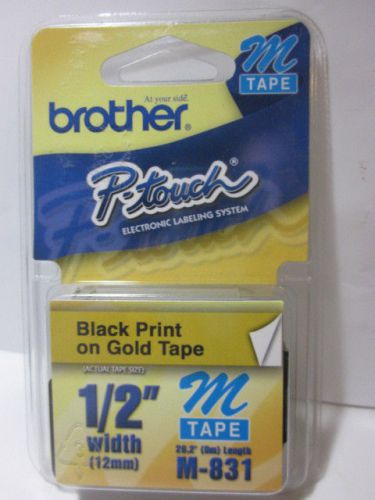 M
TAPE
At your side.
brother®
P-touch®
ELECTRONIC LABELING SYSTEM
Black Print
on Gold Tape
(ACTUAL TAPE SIZE)
1/2"
width
(12mm)
M
TAPE
26.2' (8m) Length
M-831